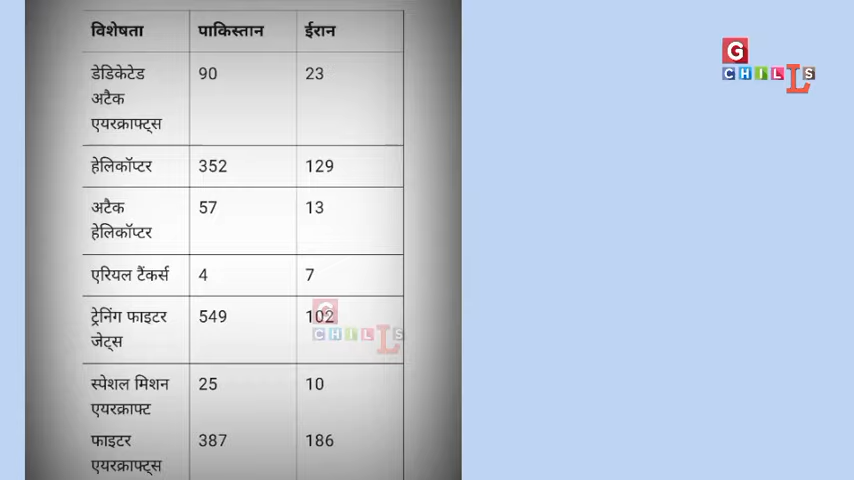 विशेषता पाकिस्तान ईरान
डेडिकेटेड 90 23
अटैक
एयरक्राफ्ट्स
हेलिकॉप्टर 352 129
अटैक 57 13
हेलिकॉप्टर
एरियल टैंकर्स 4 7
ट्रेनिंग फाइटर 549 102
जेट्स
स्पेशल मिशन 25 10
एयरक्राफ्ट
फाइटर 387 186
एयरक्राफ्ट्स
G
CHILLS
G
CHILLS